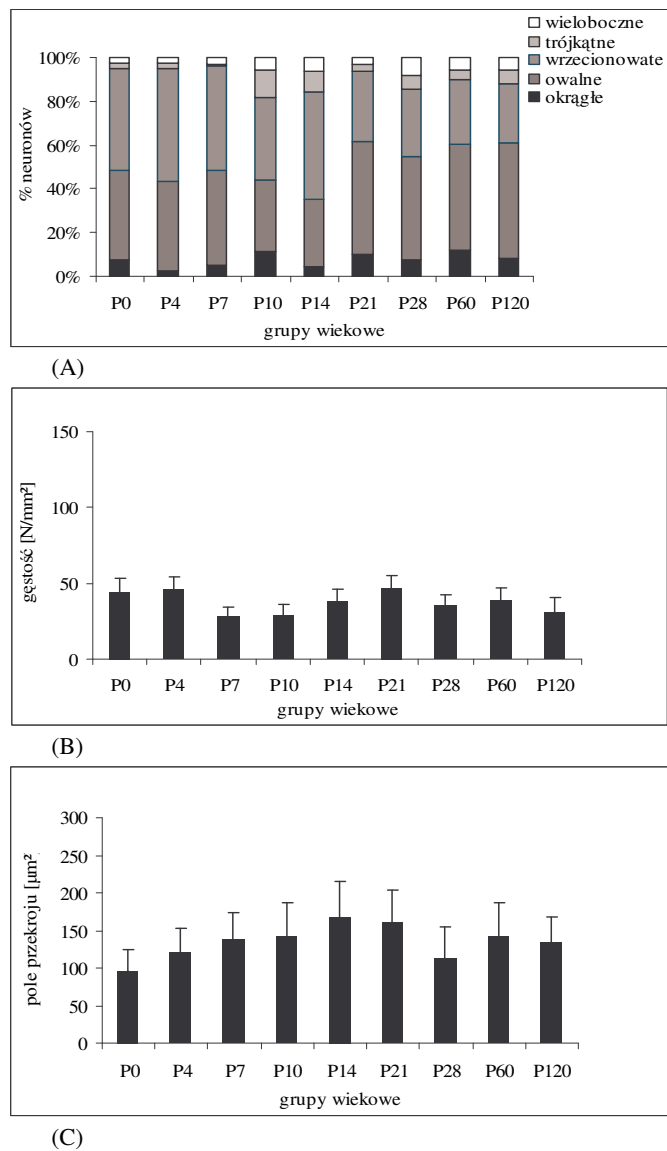 wieloboczne
trójkątne
wrzecionowate
owalne
okrągłe
100%
80%
60%
40%
20%
0%
% neuronów
P0 P4 P7 P10 P14 P21 P28 P60 P120
grupy wiekowe
(A)
150
100
50
0
gęstość [N/mm²]
P0 P4 P7 P10 P14 P21 P28 P60 P120
grupy wiekowe
(B)
300
250
200
150
100
50
0
pole przekroju [µm²
P0 P4 P7 P10 P14 P21 P28 P60 P120
grupy wiekowe
(C)